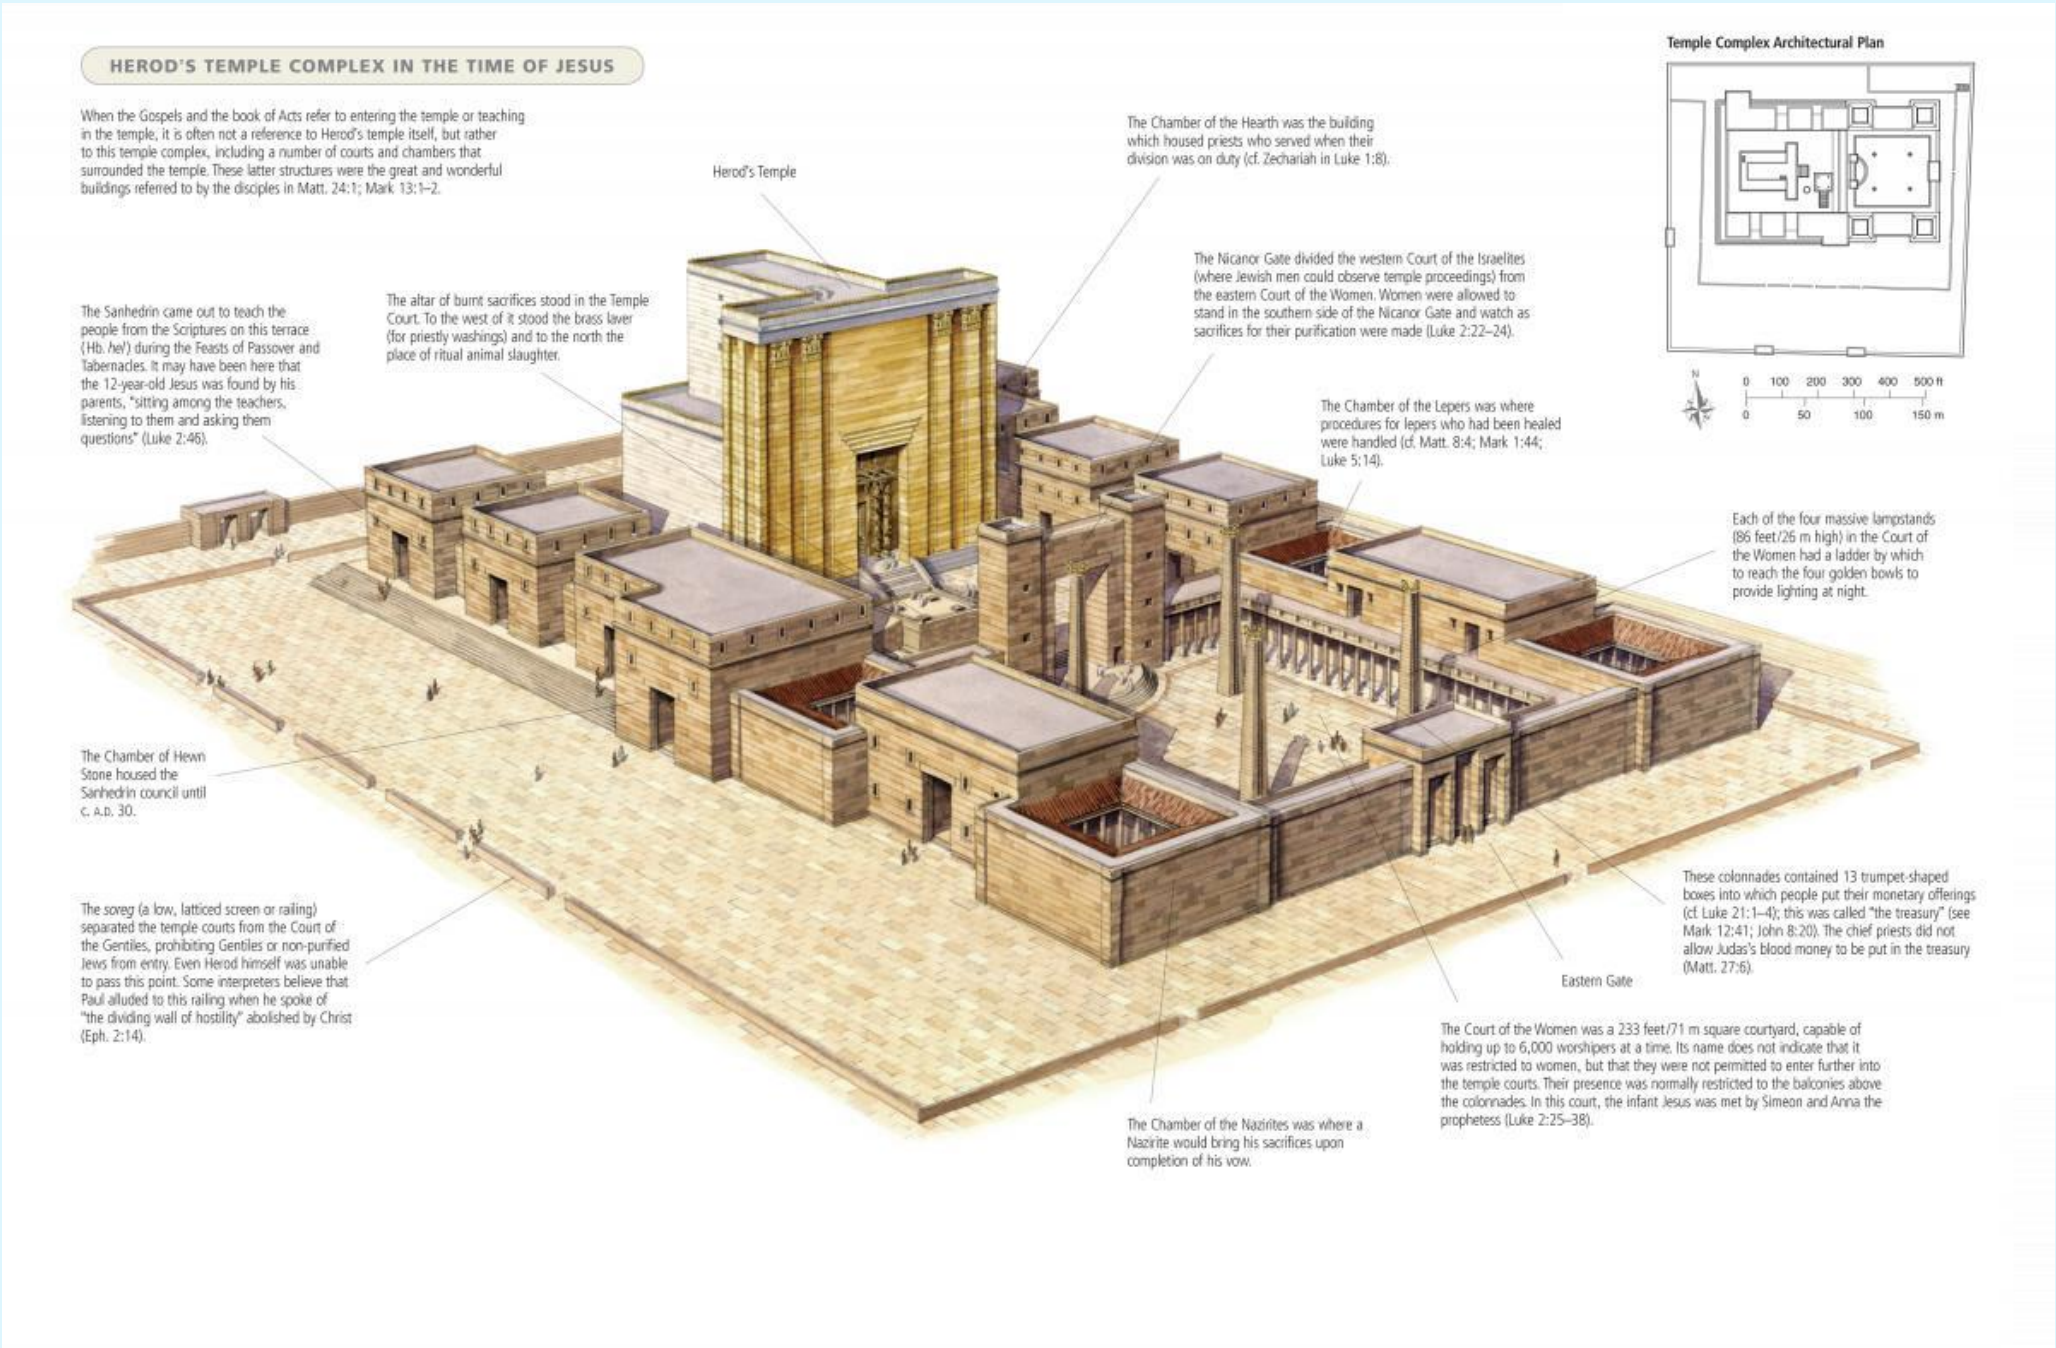 HEROD'S TEMPLE COMPLEX IN THE TIME OF JESUS
When the Gospels and the book of Acts refer to entering the temple or teaching
in the temple, it is often not a reference to Herod's temple itself, but rather
to this temple complex, including a number of courts and chambers that
surrounded the temple. These latter structures were the great and wonderful
buildings referred to by the disciples in Matt. 24:1; Mark 13:1–2.
Herod's Temple
The Chamber of the Hearth was the building
which housed priests who served when their
division was on duty (cf. Zechariah in Luke 1:8).
Temple Complex Architectural Plan
N
0 100 200 300 400 500 ft
0 50 100 150 m
The Sanhedrin came out to teach the
people from the Scriptures on this terrace
(Hb. hel) during the Feasts of Passover and
Tabernacles. It may have been here that
the 12-year-old Jesus was found by his
parents, "sitting among the teachers,
listening to them and asking them
questions" (Luke 2:46).
The altar of burnt sacrifices stood in the Temple
Court. To the west of it stood the brass laver
(for priestly washings) and to the north the
place of ritual animal slaughter.
The Nicanor Gate divided the western Court of the Israelites
(where Jewish men could observe temple proceedings) from
the eastern Court of the Women. Women were allowed to
stand in the southern side of the Nicanor Gate and watch as
sacrifices for their purification were made (Luke 2:22–24).
The Chamber of the Lepers was where
procedures for lepers who had been healed
were handled (cf. Matt. 8:4; Mark 1:44;
Luke 5:14).
Each of the four massive lampstands
(86 feet/26 m high) in the Court of
the Women had a ladder by which
to reach the four golden bowls to
provide lighting at night.
The Chamber of Hewn
Stone housed the
Sanhedrin council until
c. A.D. 30.
The soreg (a low, latticed screen or railing)
separated the temple courts from the Court of
the Gentiles, prohibiting Gentiles or non-purified
Jews from entry. Even Herod himself was unable
to pass this point. Some interpreters believe that
Paul alluded to this railing when he spoke of
"the dividing wall of hostility" abolished by Christ
(Eph. 2:14).
These colonnades contained 13 trumpet-shaped
boxes into which people put their monetary offerings
(cf. Luke 21:1–4); this was called "the treasury" (see
Mark 12:41; John 8:20). The chief priests did not
allow Judas's blood money to be put in the treasury
(Matt. 27:6).
Eastern Gate
The Court of the Women was a 233 feet/71 m square courtyard, capable of
holding up to 6,000 worshipers at a time. Its name does not indicate that it
was restricted to women, but that they were not permitted to enter further into
the temple courts. Their presence was normally restricted to the balconies above
the colonnades. In this court, the infant Jesus was met by Simeon and Anna the
prophetess (Luke 2:25–38).
The Chamber of the Nazirites was where a
Nazirite would bring his sacrifices upon
completion of his vow.